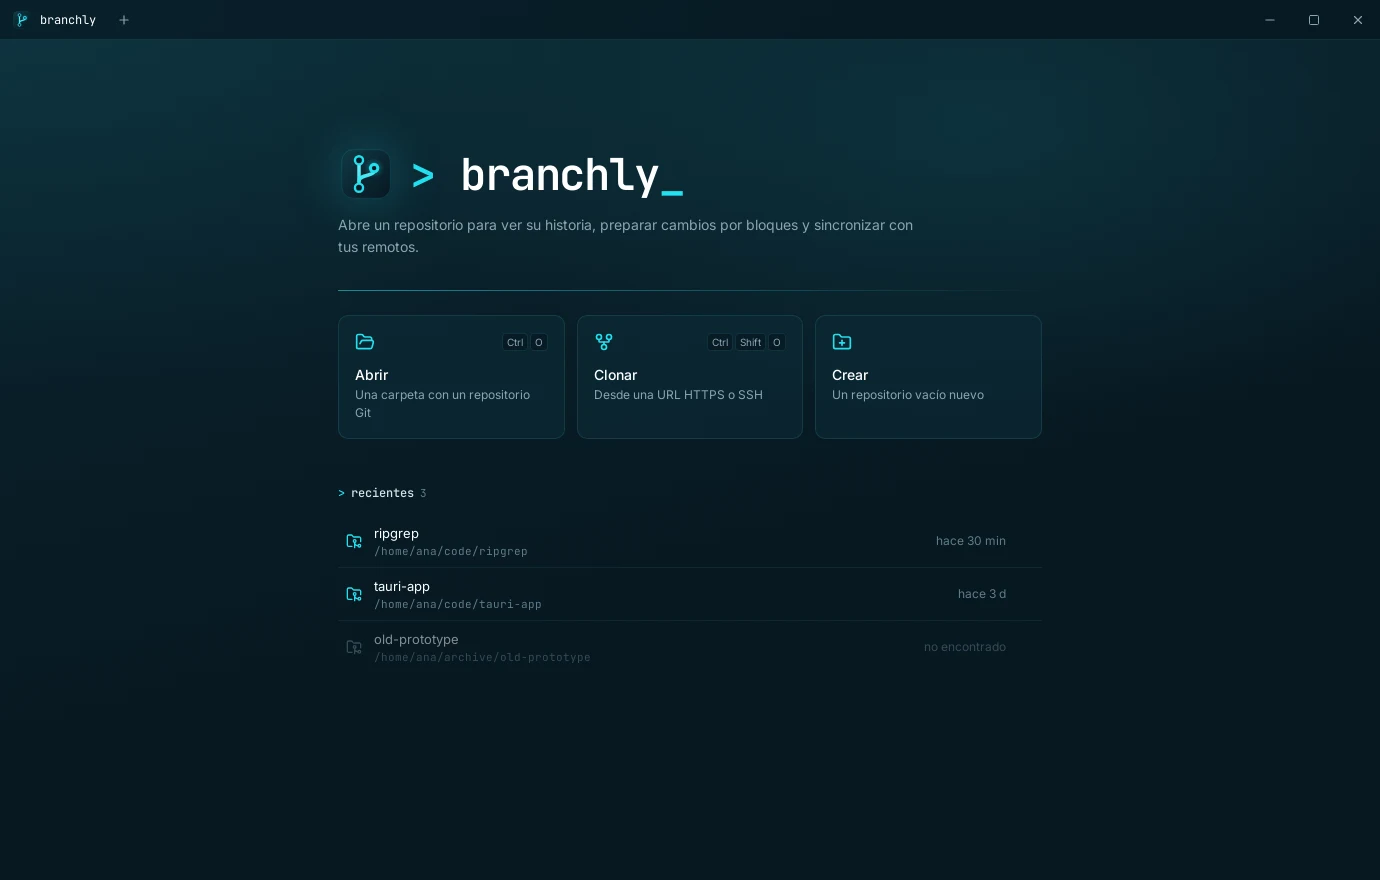 branchly
> branchly_
Abre un repositorio para ver su historia, preparar cambios por bloques y sincronizar con
tus remotos.
Ctrl O
Abrir
Una carpeta con un repositorio
Git
Ctrl Shift O
Clonar
Desde una URL HTTPS o SSH
Crear
Un repositorio vacío nuevo
> recientes 3
ripgrep
/home/ana/code/ripgrep
hace 30 min
tauri-app
/home/ana/code/tauri-app
hace 3 d
old-prototype
/home/ana/archive/old-prototype
no encontrado